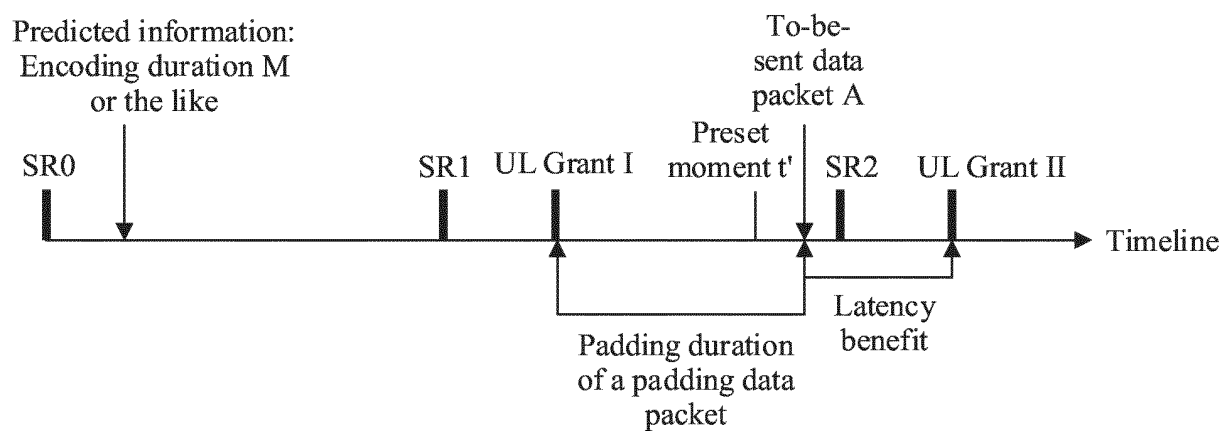 Predicted information:
Encoding duration M
or the like
To-be-
sent data
packet A
Preset
moment t'
SR0
SR1
UL Grant I
SR2
UL Grant II
Timeline
Padding duration
of a padding data
packet
Latency
benefit